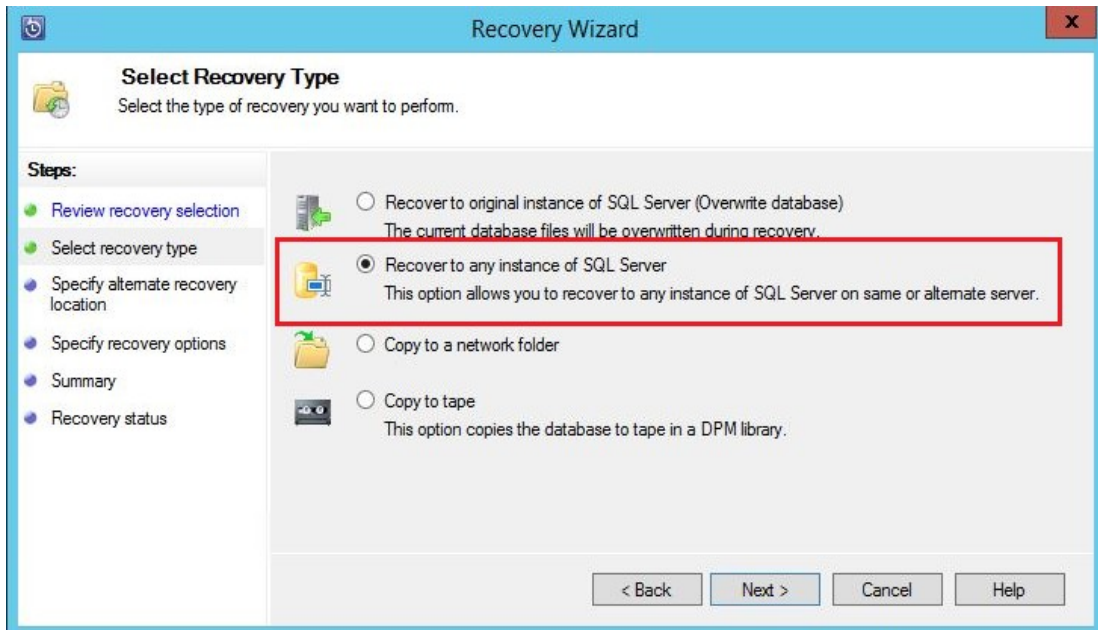 Recovery Wizard
x
Select Recovery Type
Select the type of recovery you want to perform.
Steps:
Review recovery selection
Select recovery type
Specify alternate recovery
location
Specify recovery options
Summary
Recovery status
Recover to original instance of SQL Server (Overwrite database)
The current database files will be overwritten during recovery.
Recover to any instance of SQL Server
This option allows you to recover to any instance of SQL Server on same or alternate server.
Copy to a network folder
Copy to tape
This option copies the database to tape in a DPM library.
< Back
Next >
Cancel
Help